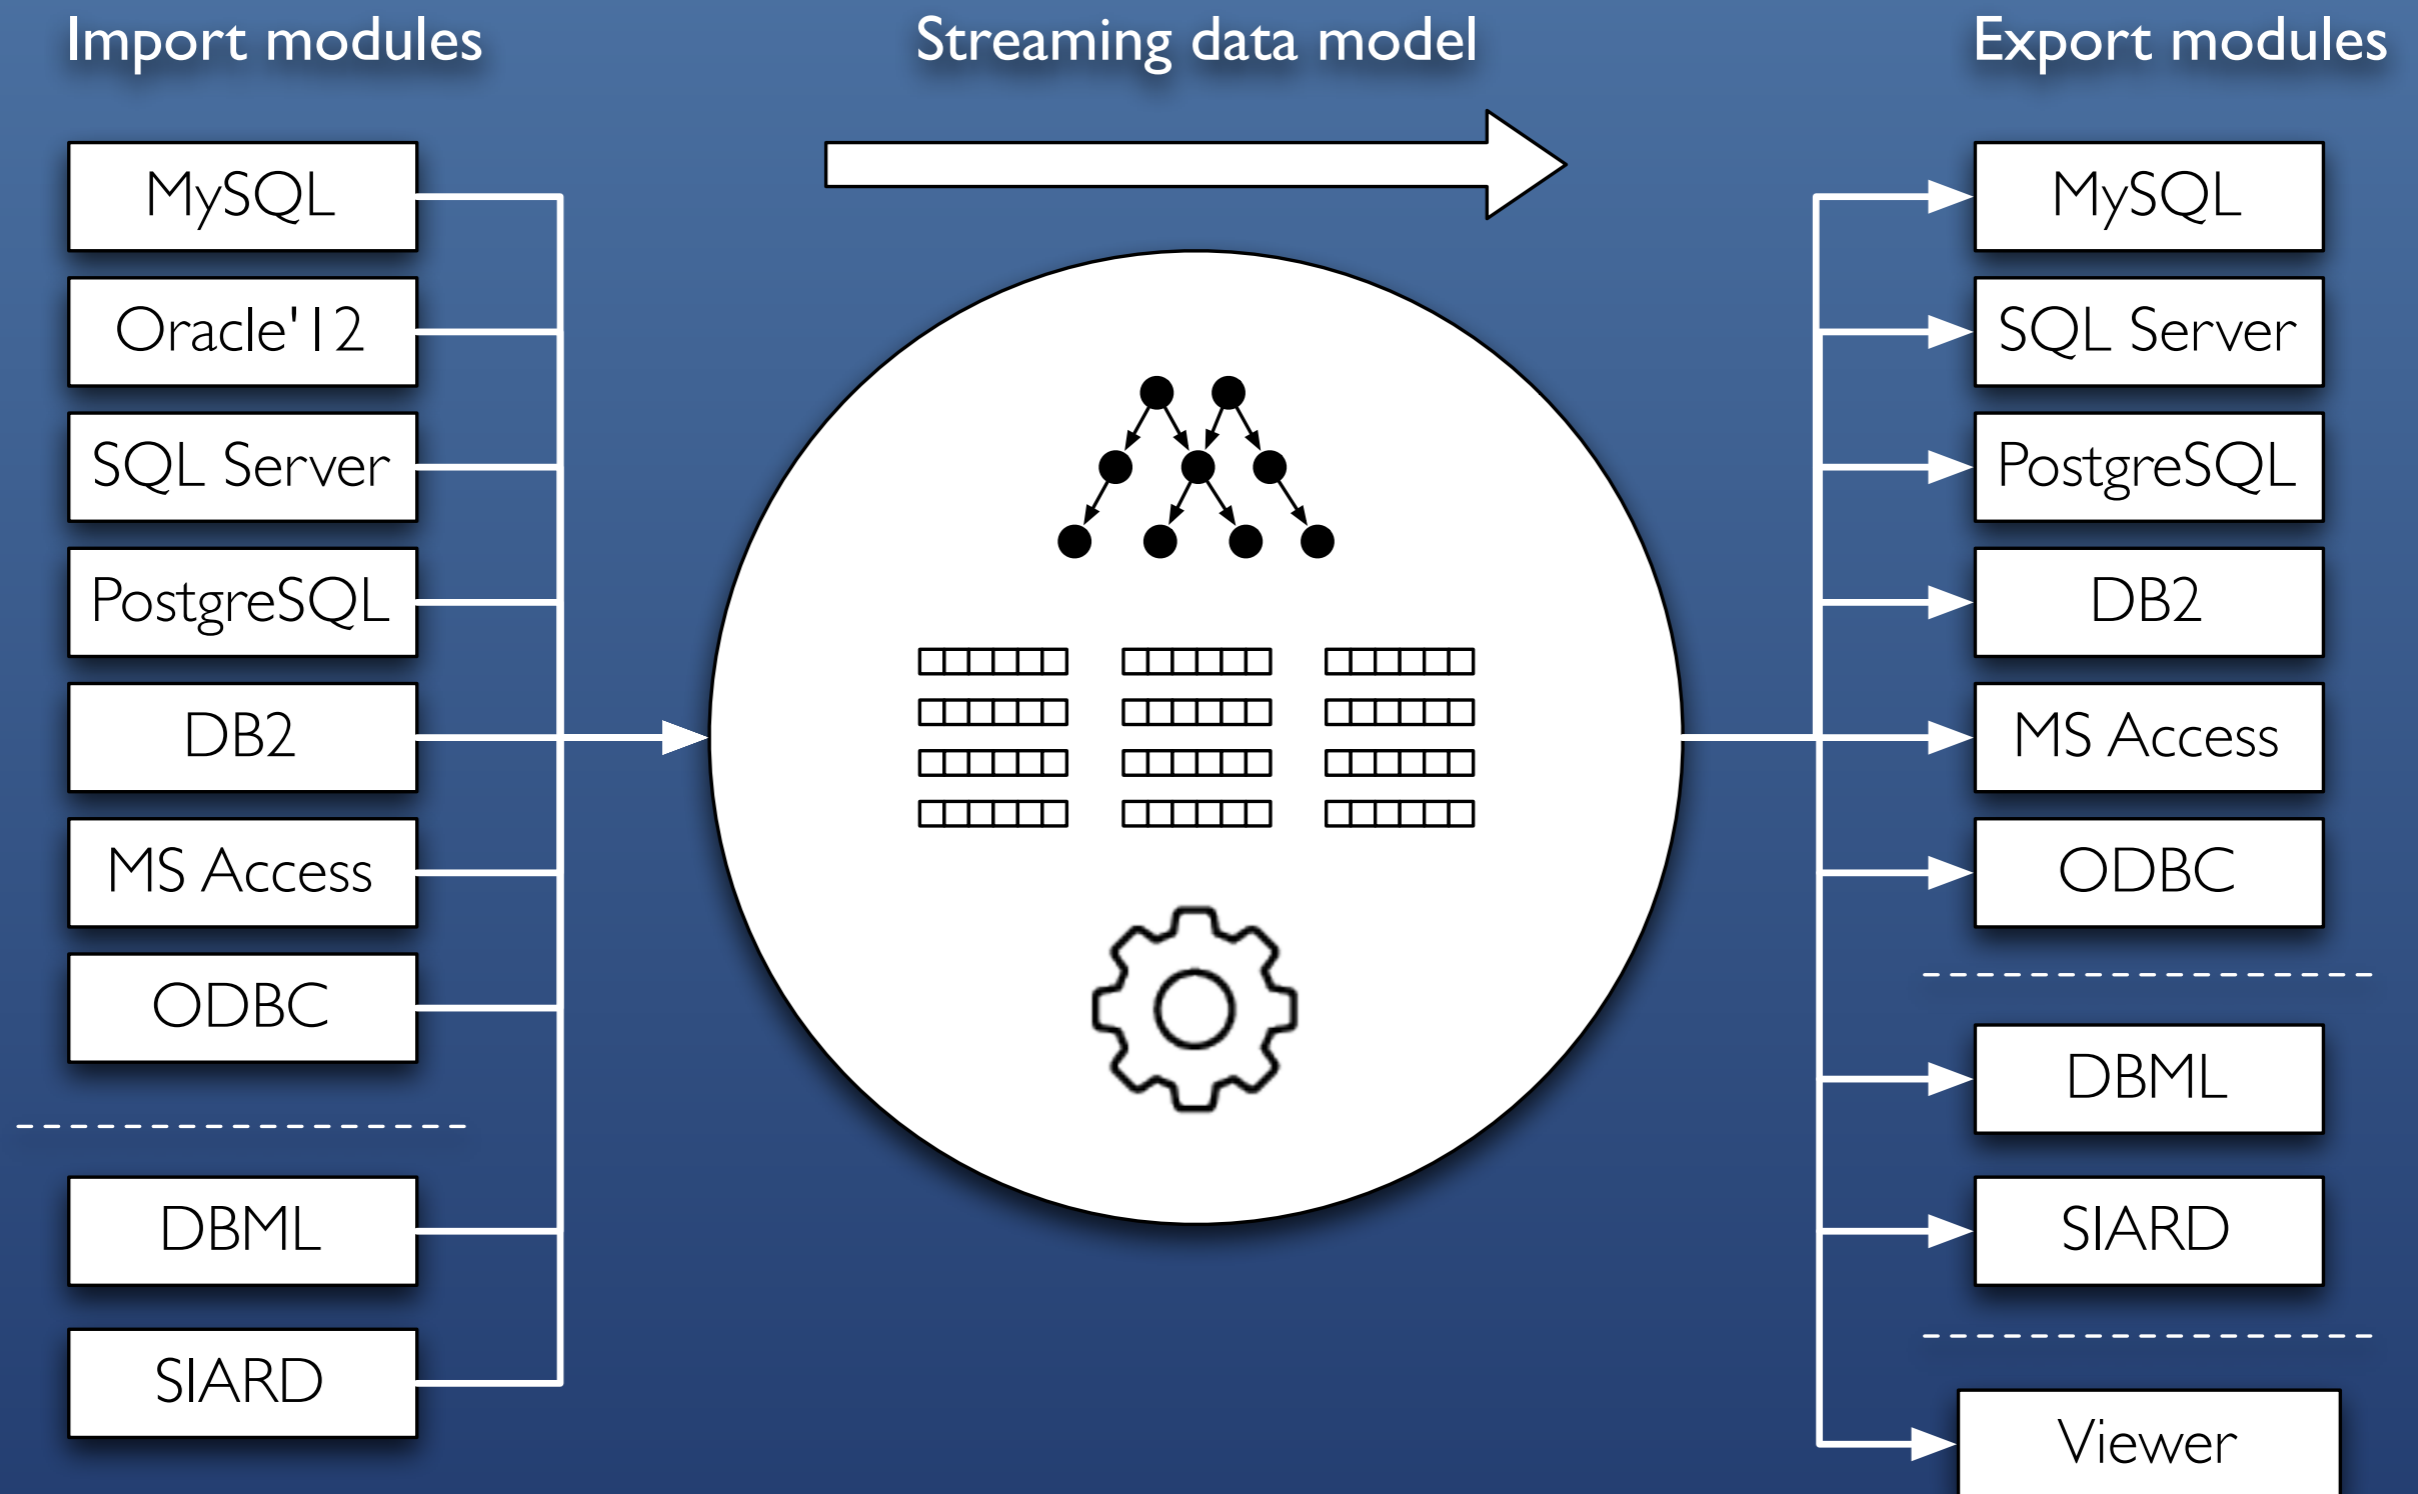 Import modules
Streaming data model
Export modules
MySQL
Oracle'12
SQL Server
PostgreSQL
DB2
MS Access
ODBC
DBML
SIARD
MySQL
SQL Server
PostgreSQL
DB2
MS Access
ODBC
DBML
SIARD
Viewer